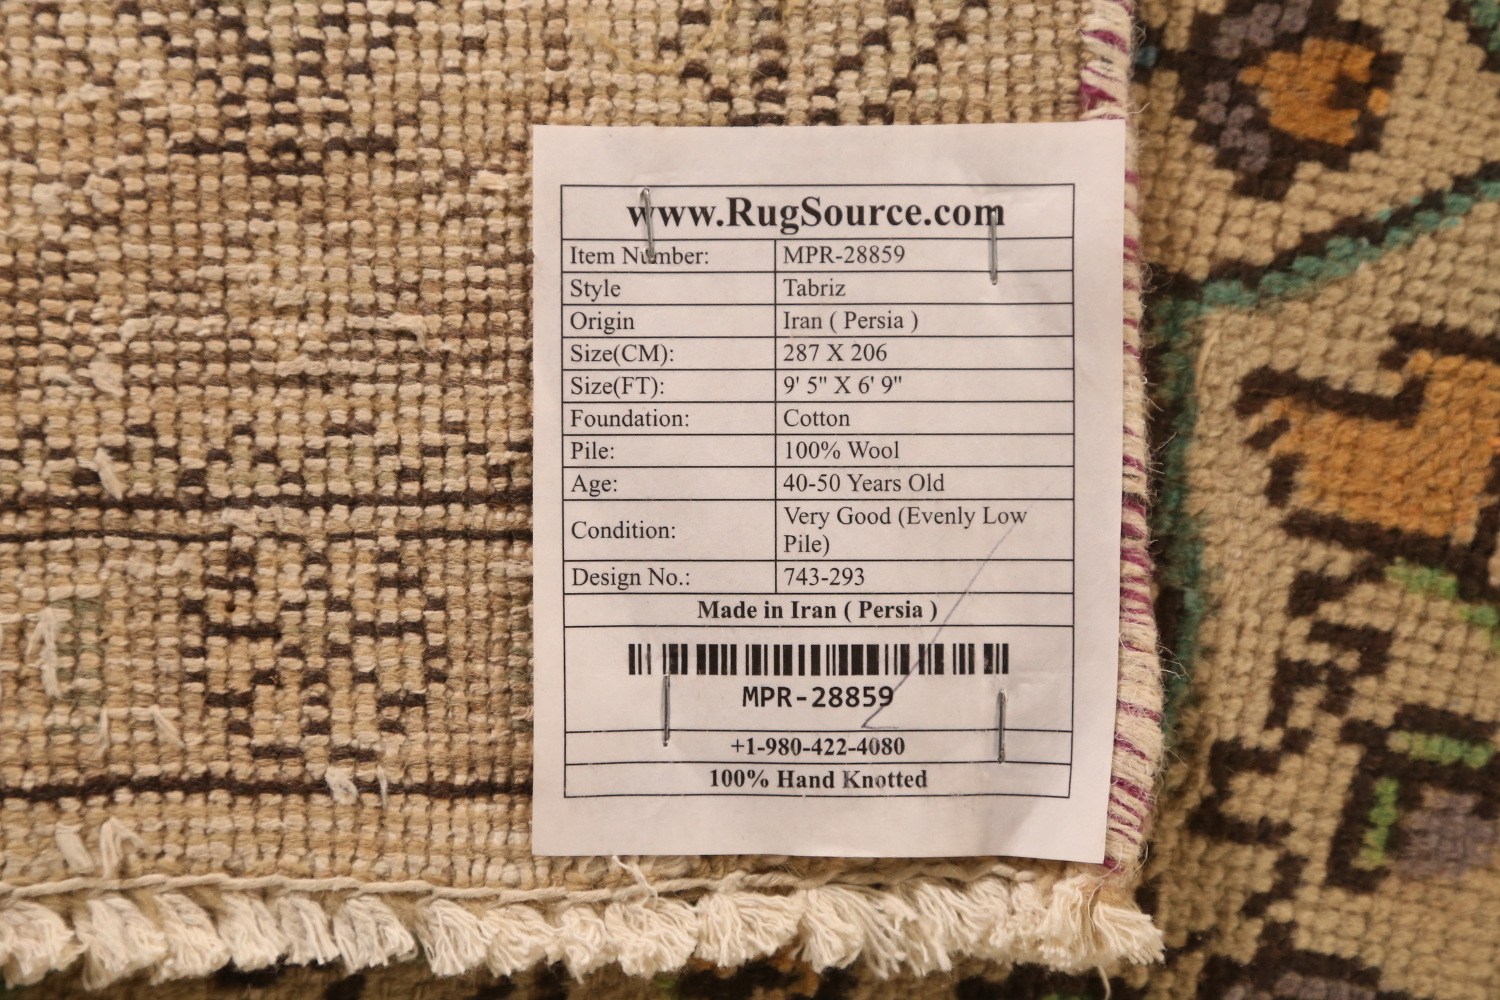 www.RugSource.com
Item Number: MPR-28859
Style Tabriz
Origin Iran ( Persia )
Size(CM): 287 X 206
Size(FT): 9' 5" X 6' 9"
Foundation: Cotton
Pile: 100% Wool
Age: 40-50 Years Old
Condition: Very Good (Evenly Low
Pile)
Design No.: 743-293
Made in Iran ( Persia )
MPR-28859
+1-980-422-4080
100% Hand Knotted